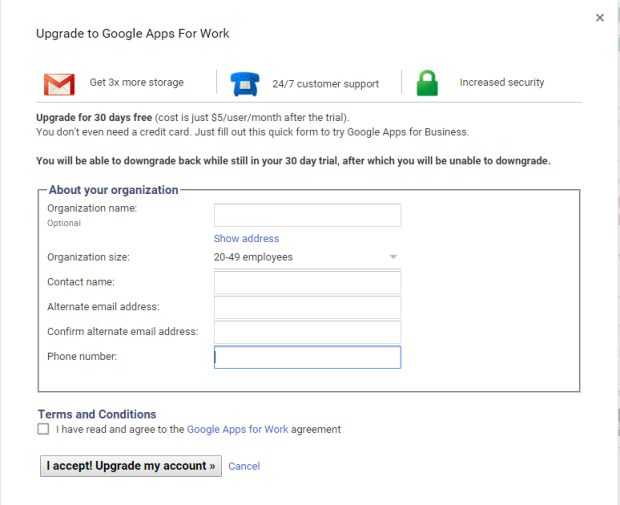 Upgrade to Google Apps For Work
Get 3x more storage
24/7 customer support
Increased security
Upgrade for 30 days free (cost is just $5/user/month after the trial).
You don't even need a credit card. Just fill out this quick form to try Google Apps for Business.
You will be able to downgrade back while still in your 30 day trial, after which you will be unable to downgrade.
About your organization
Organization name:
Optional
Show address
Organization size:
20-49 employees
Contact name:
Alternate email address:
Confirm alternate email address:
Phone number:
Terms and Conditions
I have read and agree to the Google Apps for Work agreement
I accept! Upgrade my account »
Cancel